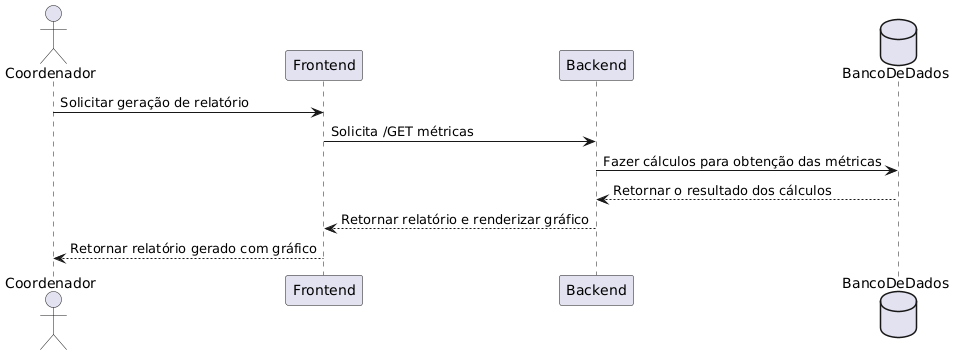 Coordenador
Frontend
Backend
BancoDeDados
Solicitar geração de relatório
Solicita /GET métricas
Fazer cálculos para obtenção das métricas
Retornar o resultado dos cálculos
Retornar relatório e renderizar gráfico
Retornar relatório gerado com gráfico
Coordenador
Frontend
Backend
BancoDeDados